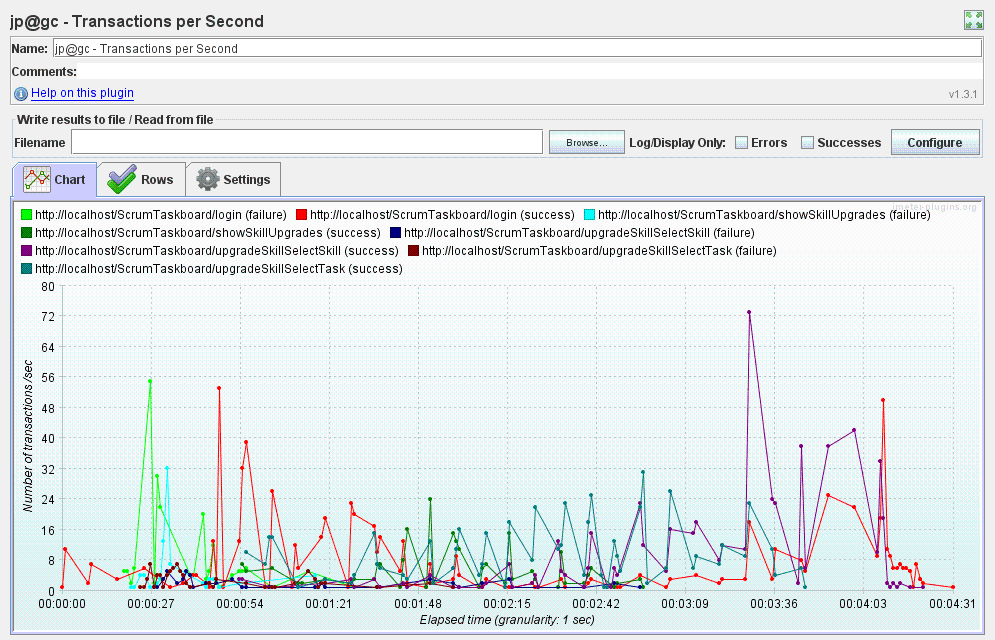 jp@gc - Transactions per Second
Name: jp@gc - Transactions per Second
Comments:
Help on this plugin
v1.3.1
Write results to file / Read from file
Filename Browse... Log/Display Only: Errors Successes Configure
Chart Rows Settings
jmeter-plugins.org
http://localhost/ScrumTaskboard/login (failure) http://localhost/ScrumTaskboard/login (success) http://localhost/ScrumTaskboard/showSkillUpgrades (failure)
http://localhost/ScrumTaskboard/showSkillUpgrades (success) http://localhost/ScrumTaskboard/upgradeSkillSelectSkill (failure)
http://localhost/ScrumTaskboard/upgradeSkillSelectSkill (success) http://localhost/ScrumTaskboard/upgradeSkillSelectTask (failure)
http://localhost/ScrumTaskboard/upgradeSkillSelectTask (success)
80
72
64
56
48
40
32
24
16
8
0
Number of transactions /sec
00:00:00 00:00:27 00:00:54 00:01:21 00:01:48 00:02:15 00:02:42 00:03:09 00:03:36 00:04:03 00:04:31
Elapsed time (granularity: 1 sec)